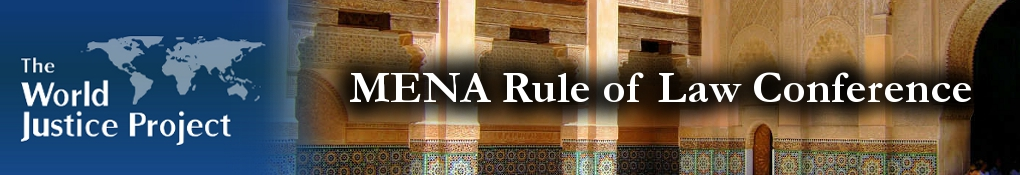 The
World
Justice Project
MENA Rule of Law Conference